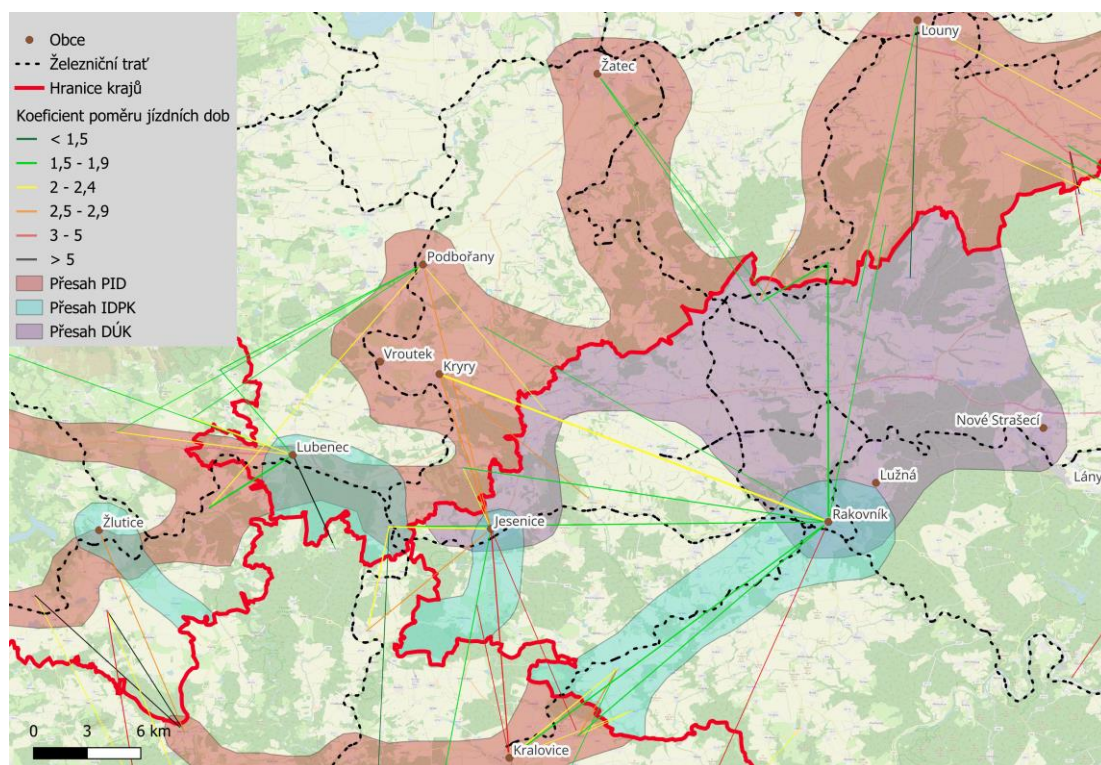 Obce
Železniční trať
Hranice krajů
Koeficient poměru jízdních dob
< 1,5
1,5 - 1,9
2 - 2,4
2,5 - 2,9
3 - 5
> 5
Přesah PID
Přesah IDPK
Přesah DÚK
Louny
Žatec
Podbořany
Vroutek
Kryry
Nové Strašecí
Lubenec
Lužná
Lány
Žlutice
Jesenice
Rakovník
Kralovice
0 3 6 km